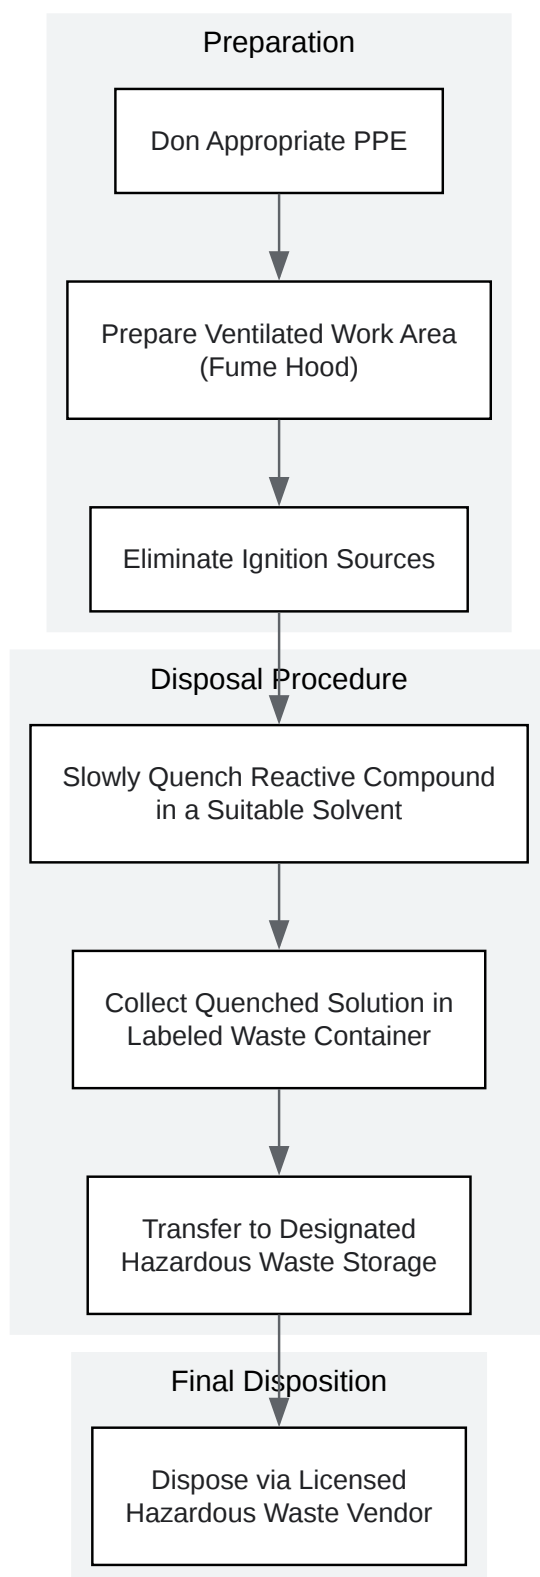 Preparation
Don Appropriate PPE
Prepare Ventilated Work Area
(Fume Hood)
Eliminate Ignition Sources
Disposal Procedure
Slowly Quench Reactive Compound
in a Suitable Solvent
Collect Quenched Solution in
Labeled Waste Container
Transfer to Designated
Hazardous Waste Storage
Final Disposition
Dispose via Licensed
Hazardous Waste Vendor